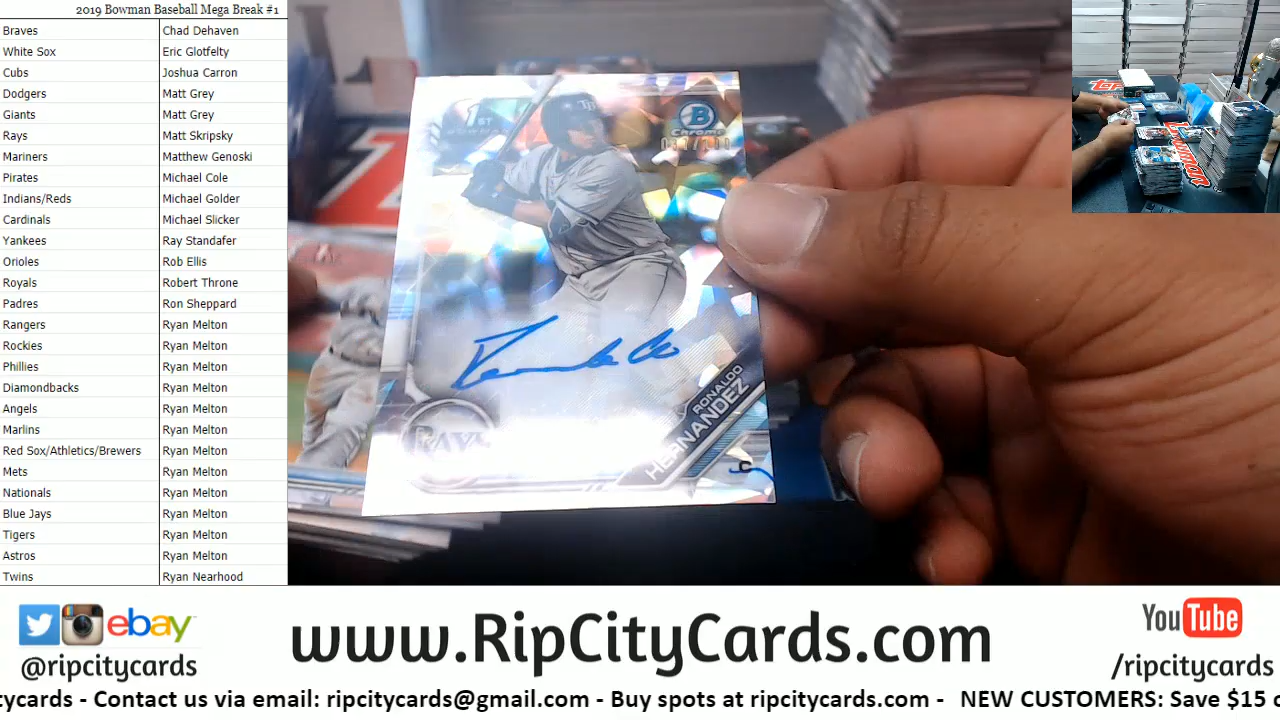 2019 Bowman Baseball Mega Break #1
Braves Chad Dehaven
White Sox Eric Glotfelty
Cubs Joshua Carron
Dodgers Matt Grey
Giants Matt Grey
Rays Matt Skripsky
Mariners Matthew Genoski
Pirates Michael Cole
Indians/Reds Michael Golder
Cardinals Michael Slicker
Yankees Ray Standafer
Orioles Rob Ellis
Royals Robert Throne
Padres Ron Sheppard
Rangers Ryan Melton
Rockies Ryan Melton
Phillies Ryan Melton
Diamondbacks Ryan Melton
Angels Ryan Melton
Marlins Ryan Melton
Red Sox/Athletics/Brewers Ryan Melton
Mets Ryan Melton
Nationals Ryan Melton
Blue Jays Ryan Melton
Tigers Ryan Melton
Astros Ryan Melton
Twins Ryan Nearhood
1ST
B
Chrome
RAYS
RONALDO
HERNANDEZ
ebay
@ripcitycards
www.RipCityCards.com
YouTube
/ripcitycards
tycards - Contact us via email: ripcitycards@gmail.com - Buy spots at ripcitycards.com - NEW CUSTOMERS: Save $15 o